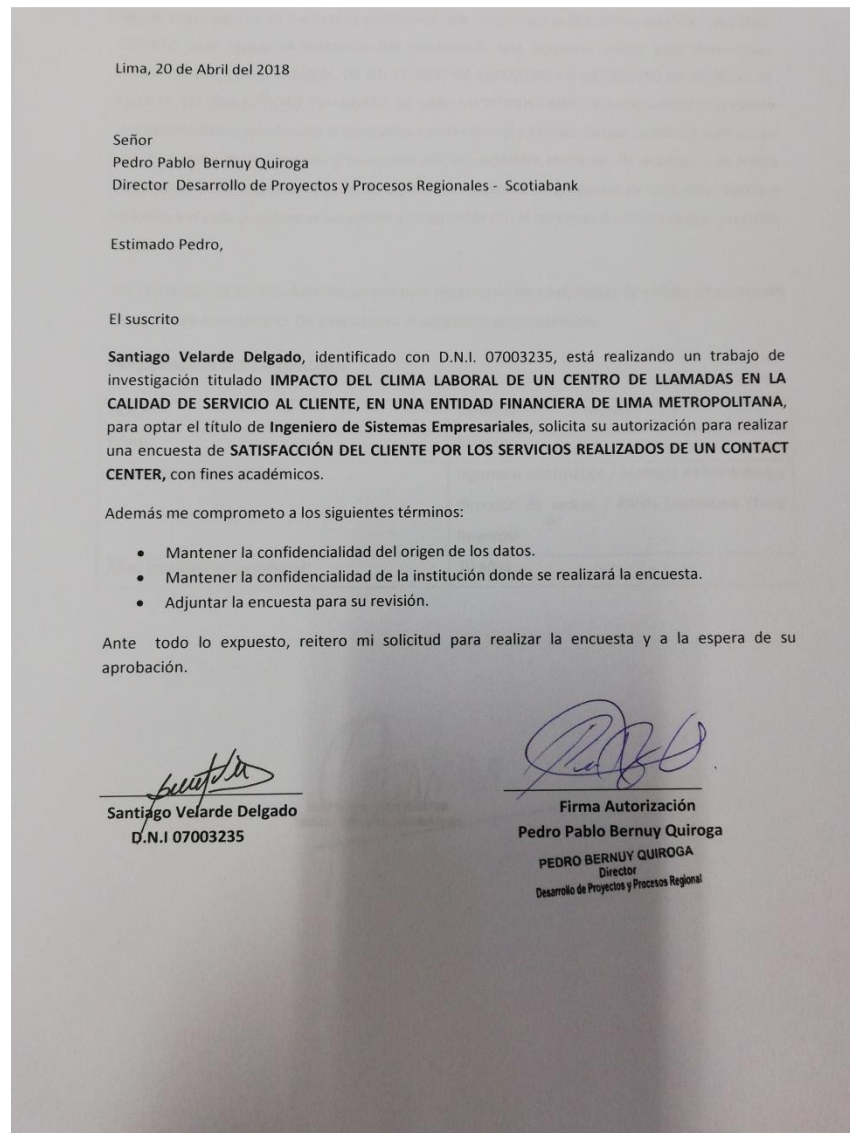 Lima, 20 de Abril del 2018
Señor
Pedro Pablo Bernuy Quiroga
Director Desarrollo de Proyectos y Procesos Regionales - Scotiabank
Estimado Pedro,
El suscrito
Santiago Velarde Delgado, identificado con D.N.I. 07003235, está realizando un trabajo de
investigación titulado IMPACTO DEL CLIMA LABORAL DE UN CENTRO DE LLAMADAS EN LA
CALIDAD DE SERVICIO AL CLIENTE, EN UNA ENTIDAD FINANCIERA DE LIMA METROPOLITANA,
para optar el título de Ingeniero de Sistemas Empresariales, solicita su autorización para realizar
una encuesta de SATISFACCIÓN DEL CLIENTE POR LOS SERVICIOS REALIZADOS DE UN CONTACT
CENTER, con fines académicos.
Además me comprometo a los siguientes términos:
• Mantener la confidencialidad del origen de los datos.
• Mantener la confidencialidad de la institución donde se realizará la encuesta.
• Adjuntar la encuesta para su revisión.
Ante todo lo expuesto, reitero mi solicitud para realizar la encuesta y a la espera de su
aprobación.
Santiago Velarde Delgado
D.N.I 07003235
Firma Autorización
Pedro Pablo Bernuy Quiroga
PEDRO BERNUY QUIROGA
Director
Desarrollo de Proyectos y Procesos Regional